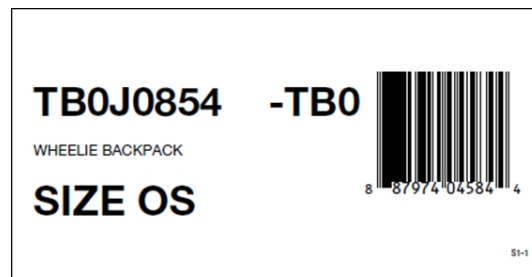 TB0J0854 -TB0
WHEELIE BACKPACK
SIZE OS
8 87974 04584 4
S1-1